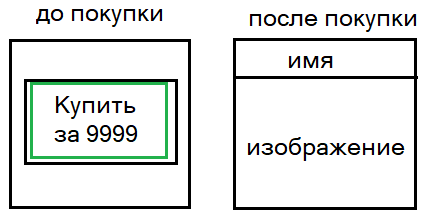 до покупки
Купить
за 9999
после покупки
имя
изображение